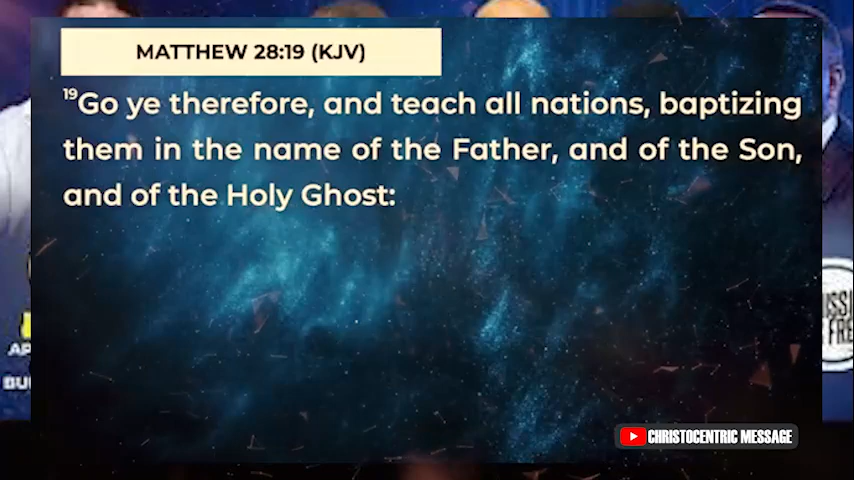 MATTHEW 28:19 (KJV)
19Go ye therefore, and teach all nations, baptizing
them in the name of the Father, and of the Son,
and of the Holy Ghost:
CHRISTOCENTRIC MESSAGE